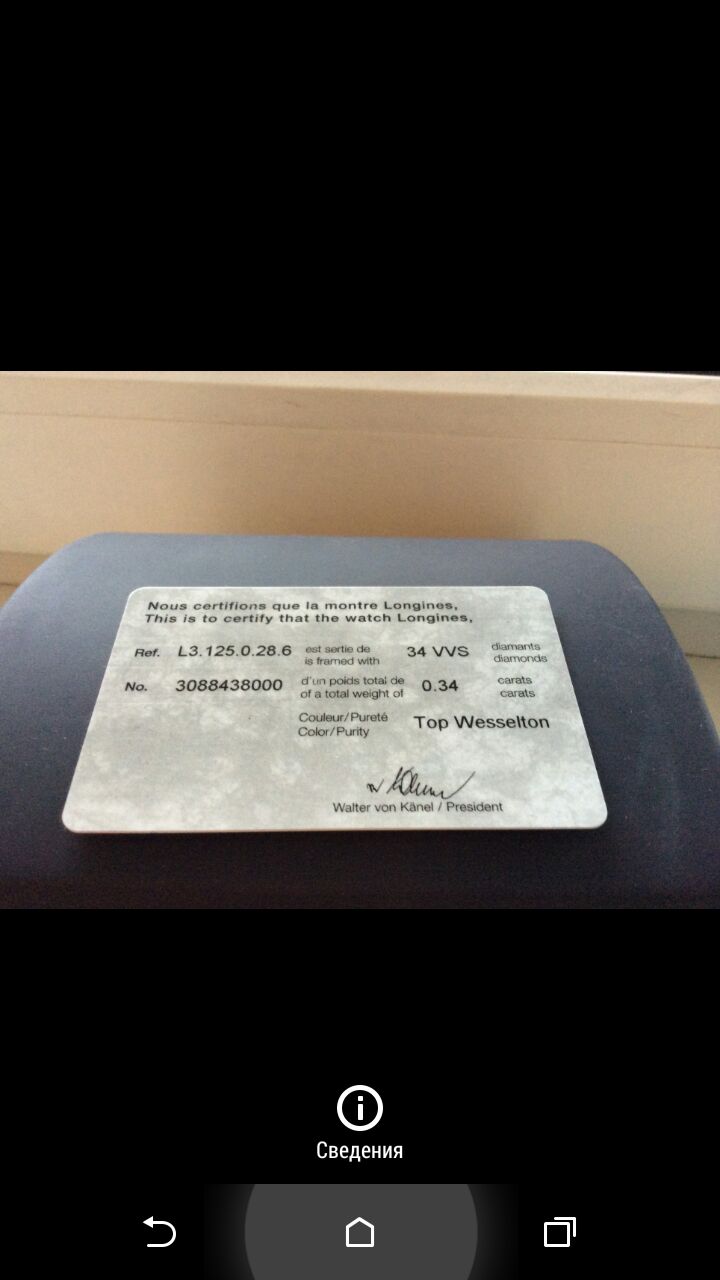 Nous certifions que la montre Longines,
This is to certify that the watch Longines,
Ref. L3.125.0.28.6 est sertie de 34 VVS diamants
is framed with diamonds
No. 3088438000 d'un poids total de 0.34 carats
of a total weight of carats
Couleur/Pureté Top Wesselton
Color/Purity
Walter von Känel / President
Сведения